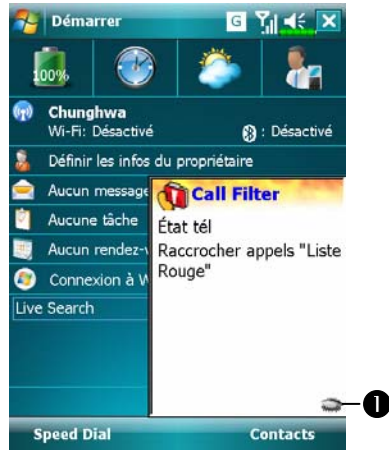 Démarrer G
100%
Chunghwa
Wi-Fi: Désactivé : Désactivé
Définir les infos du propriétaire
Aucun message
Aucune tâche
Aucun rendez-v
Connexion à W
Live Search
Call Filter
État tél
Raccrocher appels "Liste
Rouge"
1
Speed Dial Contacts